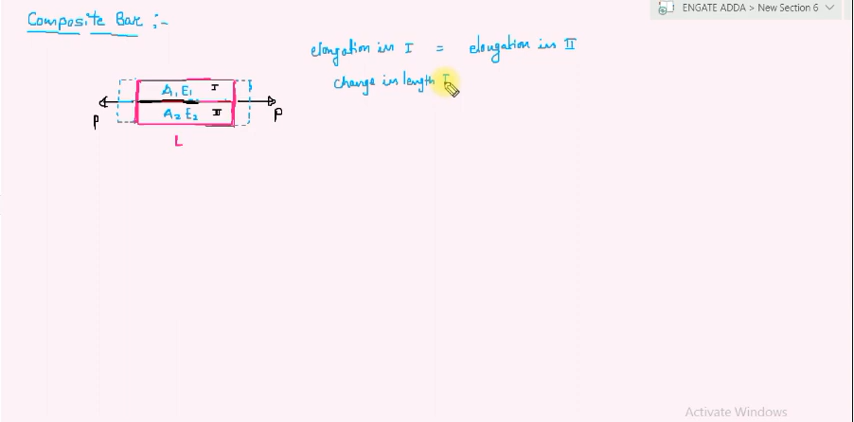 ENGATE ADDA > New Section 6
Composite Bar :-
elongation in I = elongation in II
change in length I
A1 E1 I
A2 E2 II
P P
L
Activate Windows